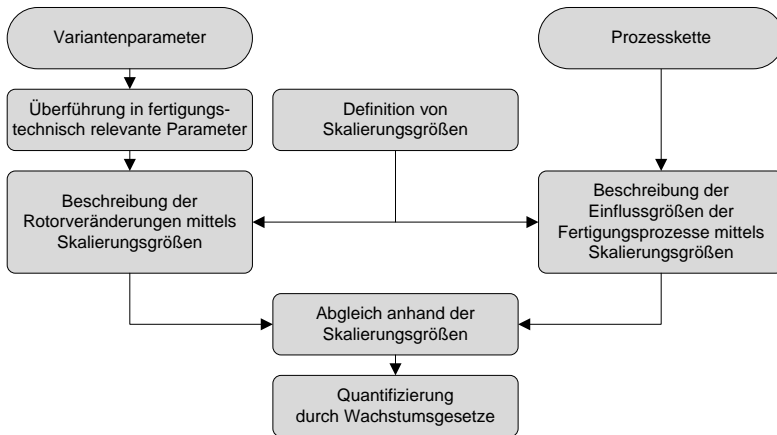 Variantenparameter
Prozesskette
Überführung in fertigungs-
technisch relevante Parameter
Definition von
Skalierungsgrößen
Beschreibung der
Rotorveränderungen mittels
Skalierungsgrößen
Beschreibung der
Einflussgrößen der
Fertigungsprozesse mittels
Skalierungsgrößen
Abgleich anhand der
Skalierungsgrößen
Quantifizierung
durch Wachstumsgesetze